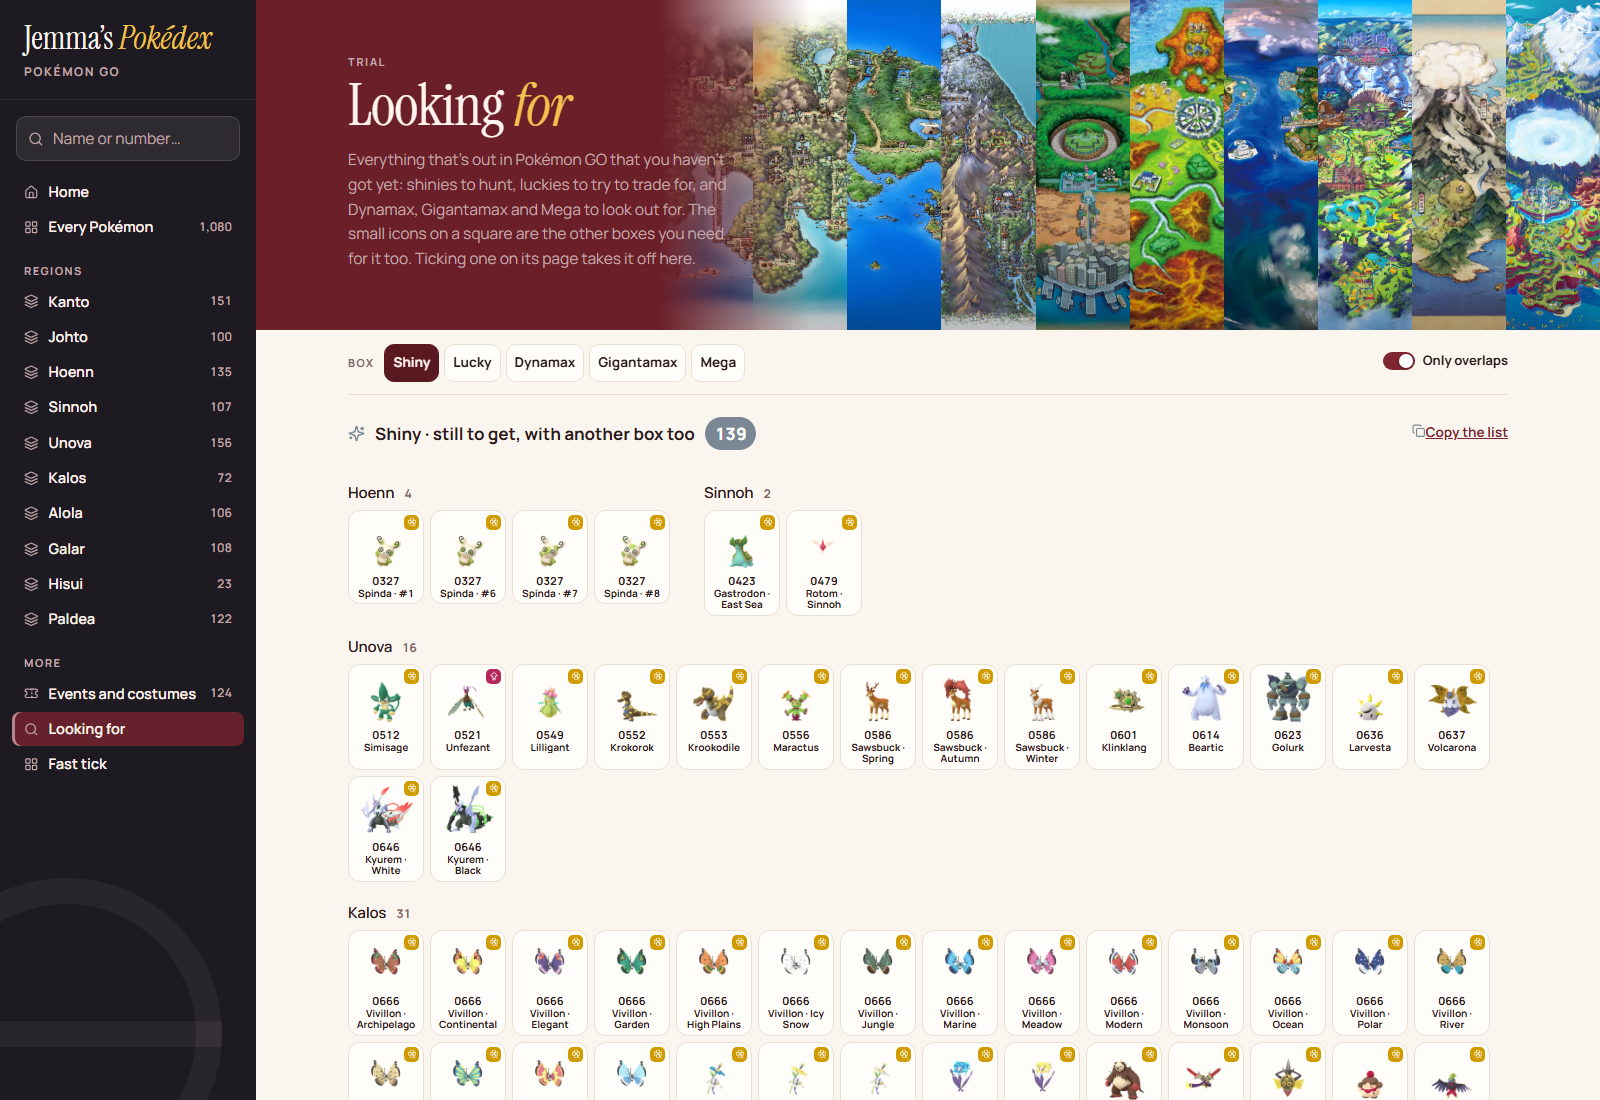 Jemma's Pokédex
POKÉMON GO
Name or number...
Home
Every Pokémon 1,080
REGIONS
Kanto 151
Johto 100
Hoenn 135
Sinnoh 107
Unova 156
Kalos 72
Alola 106
Galar 108
Hisui 23
Paldea 122
MORE
Events and costumes 124
Looking for
Fast tick
TRIAL
Looking for
Everything that's out in Pokémon GO that you haven't
got yet: shinies to hunt, luckies to try to trade for, and
Dynamax, Gigantamax and Mega to look out for. The
small icons on a square are the other boxes you need
for it too. Ticking one on its page takes it off here.
BOX Shiny Lucky Dynamax Gigantamax Mega
Only overlaps
Shiny · still to get, with another box too 139
Copy the list
Hoenn 4
0327
Spinda · #1
0327
Spinda · #6
0327
Spinda · #7
0327
Spinda · #8
Sinnoh 2
0423
Gastrodon ·
East Sea
0479
Rotom ·
Sinnoh
Unova 16
0512
Simisage
0521
Unfezant
0549
Lilligant
0552
Krokorok
0553
Krookodile
0556
Maractus
0586
Sawsbuck ·
Spring
0586
Sawsbuck ·
Autumn
0586
Sawsbuck ·
Winter
0601
Klinklang
0614
Beartic
0623
Golurk
0636
Larvesta
0637
Volcarona
0646
Kyurem ·
White
0646
Kyurem ·
Black
Kalos 31
0666
Vivillon ·
Archipelago
0666
Vivillon ·
Continental
0666
Vivillon ·
Elegant
0666
Vivillon ·
Garden
0666
Vivillon ·
High Plains
0666
Vivillon · Icy
Snow
0666
Vivillon ·
Jungle
0666
Vivillon ·
Marine
0666
Vivillon ·
Meadow
0666
Vivillon ·
Modern
0666
Vivillon ·
Monsoon
0666
Vivillon ·
Ocean
0666
Vivillon ·
Polar
0666
Vivillon ·
River